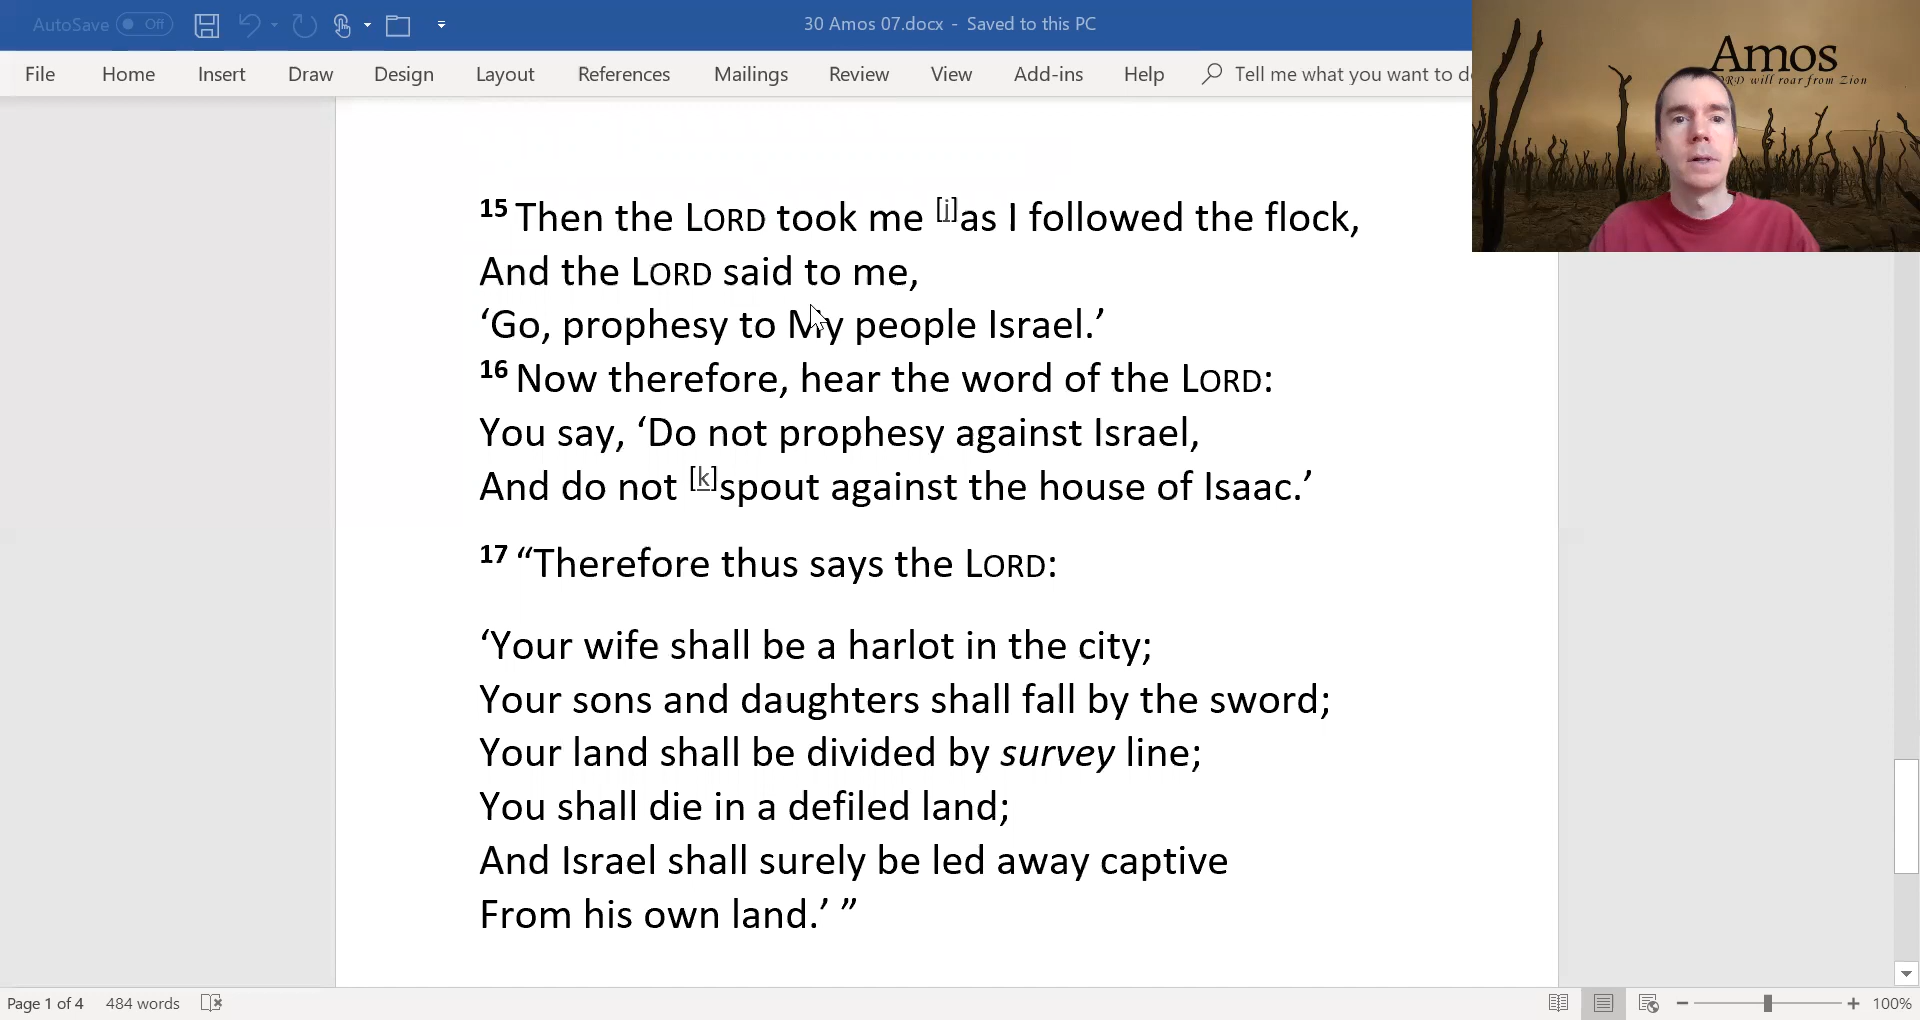 AutoSave Off 30 Amos 07.docx - Saved to this PC
File Home Insert Draw Design Layout References Mailings Review View Add-ins Help Tell me what you want to do
Amos
ORD will roar from Zion
15 Then the LORD took me [j]as I followed the flock,
And the LORD said to me,
‘Go, prophesy to My people Israel.’
16 Now therefore, hear the word of the LORD:
You say, ‘Do not prophesy against Israel,
And do not [k]spout against the house of Isaac.’
17 “Therefore thus says the LORD:
‘Your wife shall be a harlot in the city;
Your sons and daughters shall fall by the sword;
Your land shall be divided by survey line;
You shall die in a defiled land;
And Israel shall surely be led away captive
From his own land.’ ”
Page 1 of 4 484 words 100%